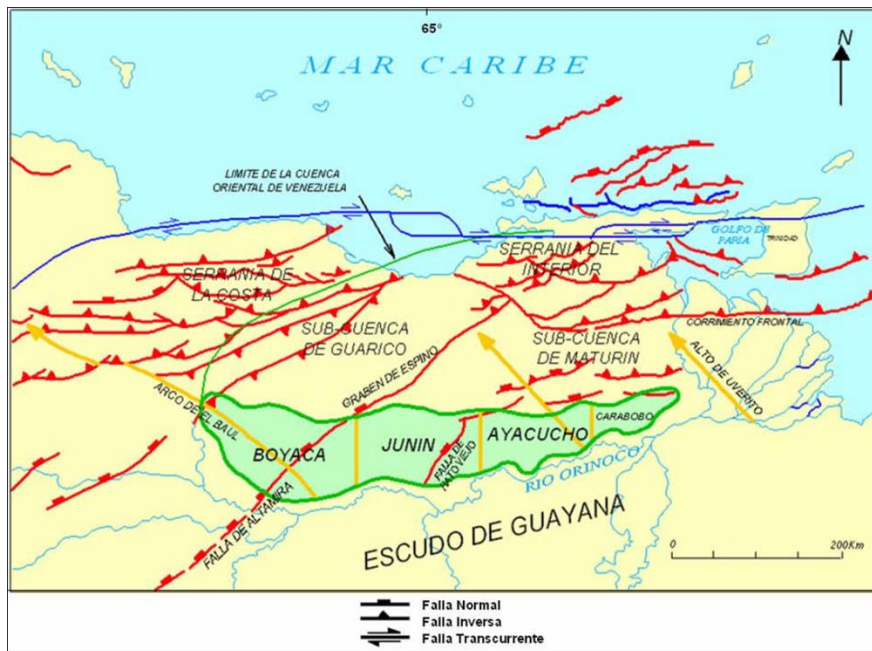 65°
N
MAR CARIBE
LIMITE DE LA CUENCA
ORIENTAL DE VENEZUELA
GOLFO DE
PARIA
TRINIDAD
SERRANIA DEL
INTERIOR
SERRANIA DE
LA COSTA
SUB-CUENCA
DE GUARICO
SUB-CUENCA
DE MATURIN
CORRIMIENTO FRONTAL
ALTO DE UVERITO
GRABEN DE ESPINO
ARCO DE EL BAUL
BOYACA
JUNIN
AYACUCHO
CARABOBO
FALLA DE
HATO VIEJO
RIO ORINOCO
FALLA DE ALTAMIRA
ESCUDO DE GUAYANA
0
200Km
Falla Normal
Falla Inversa
Falla Transcurrente